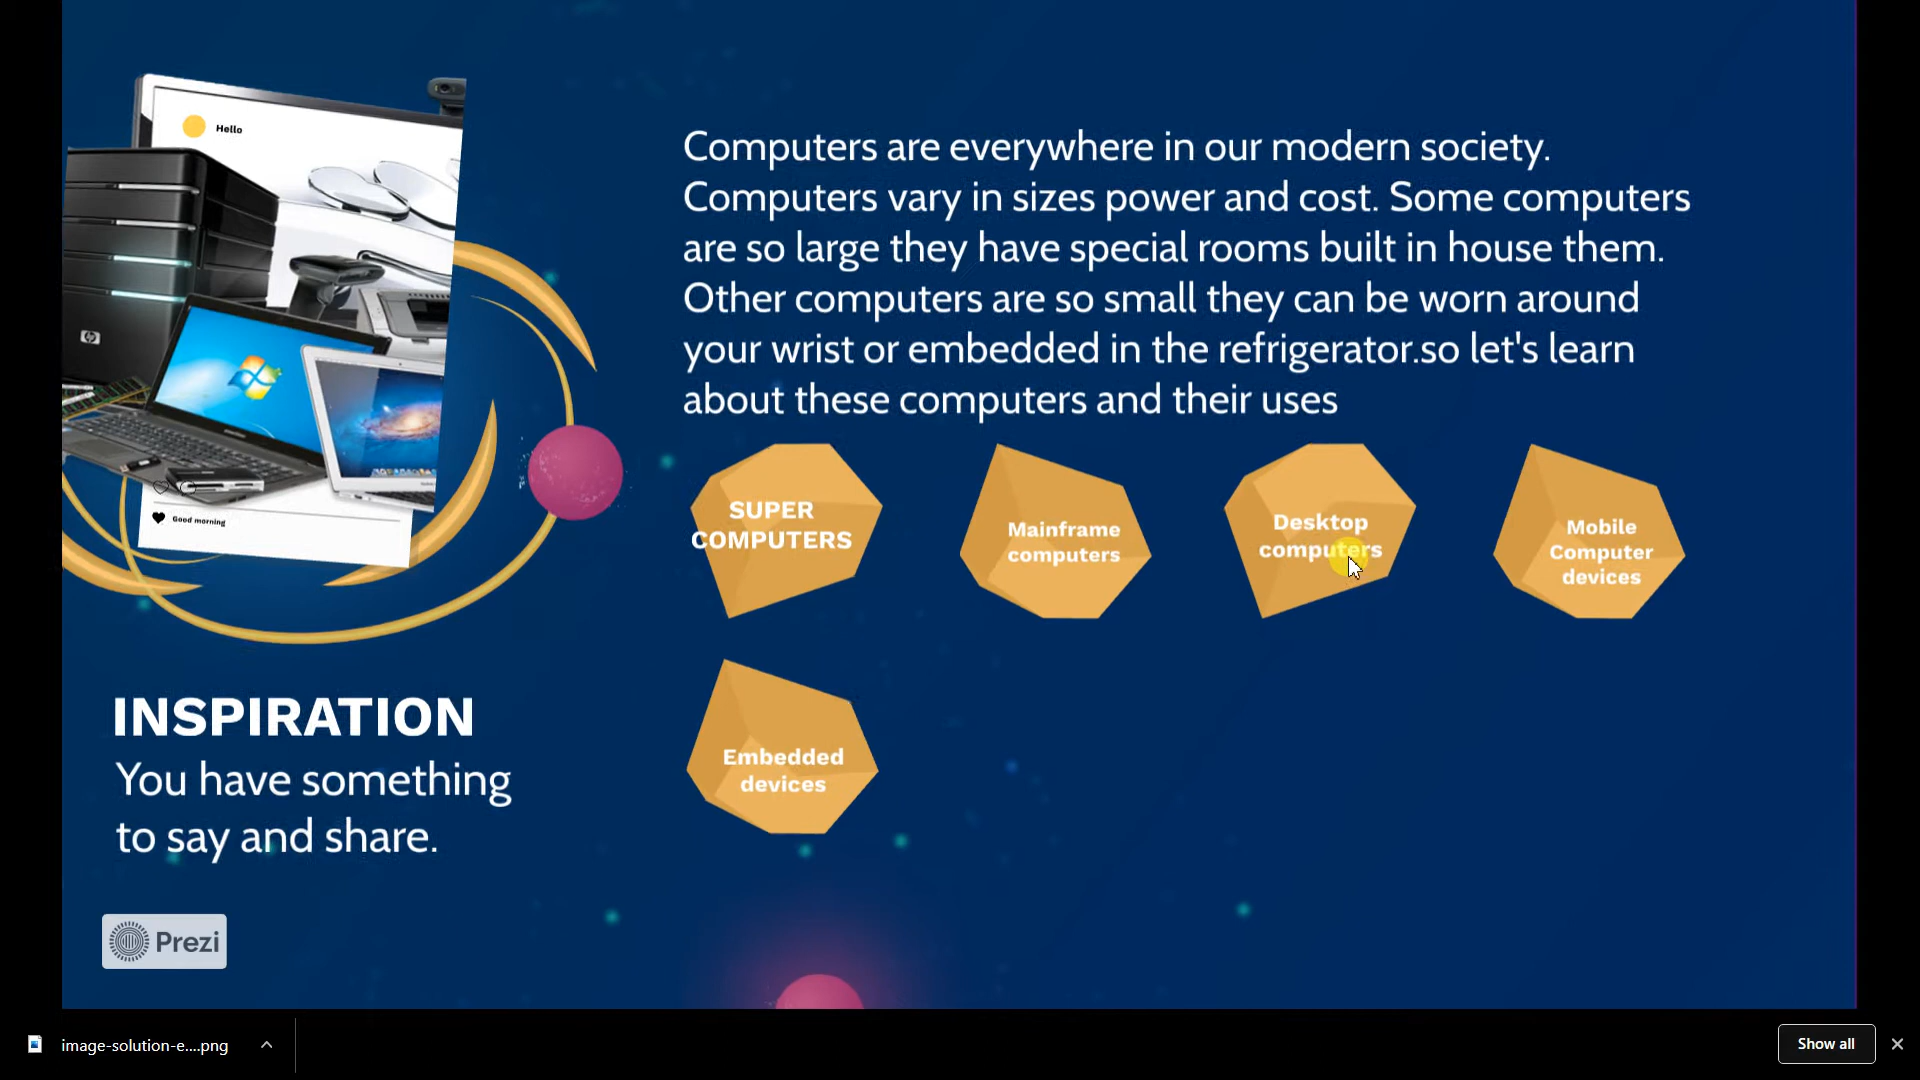 Hello
Good morning
INSPIRATION
You have something
to say and share.
Prezi
Computers are everywhere in our modern society.
Computers vary in sizes power and cost. Some computers
are so large they have special rooms built in house them.
Other computers are so small they can be worn around
your wrist or embedded in the refrigerator.so let's learn
about these computers and their uses
SUPER
COMPUTERS
Mainframe
computers
Desktop
computers
Mobile
Computer
devices
Embedded
devices
image-solution-e....png
Show all